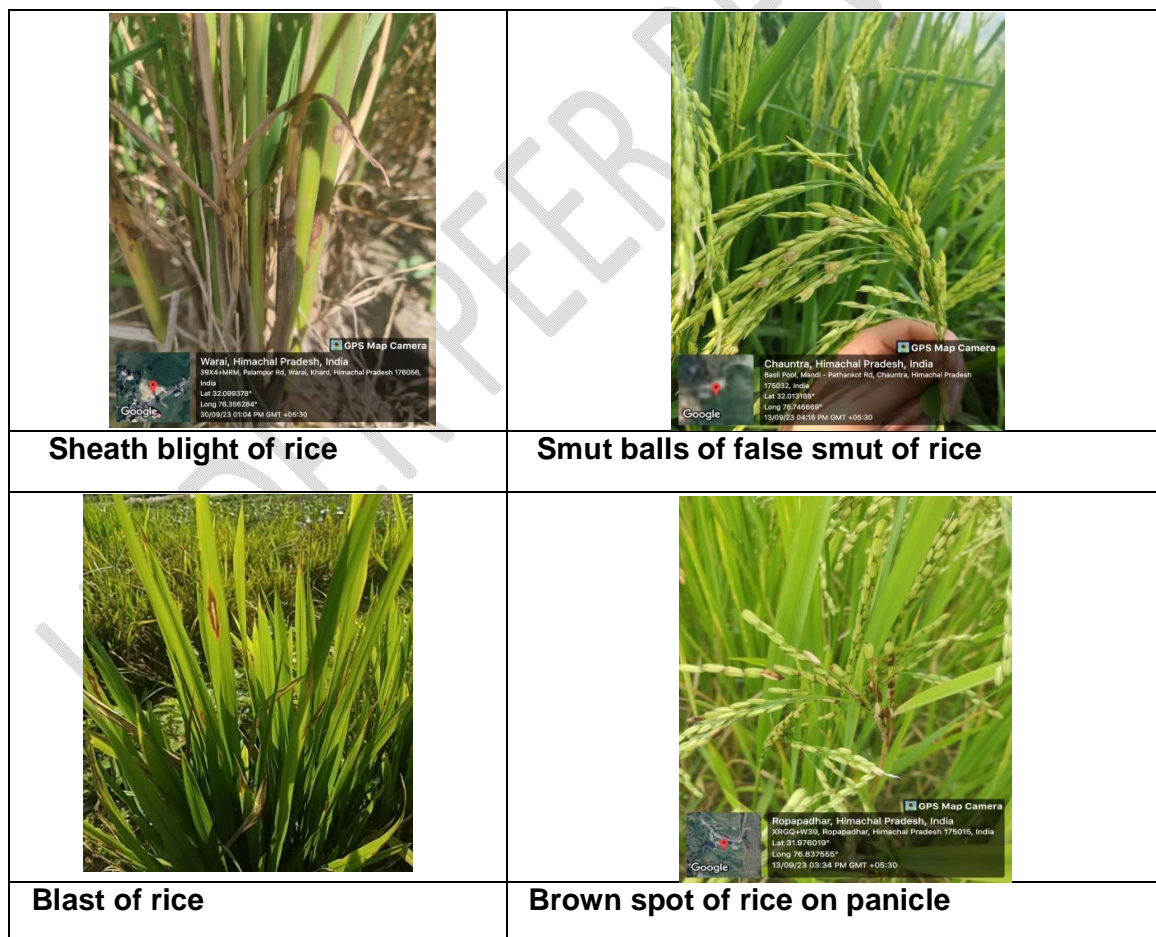 GPS Map Camera
Warai, Himachal Pradesh, India
39X4+MRM, Palampur Rd, Warai, Khard, Himachal Pradesh 176056,
India
Lat 32.099378°
Long 76.356284°
30/09/23 01:04 PM GMT +05:30
Google
GPS Map Camera
Chauntra, Himachal Pradesh, India
Basli Pool, Mandi - Pathankot Rd, Chauntra, Himachal Pradesh
175032, India
Lat 32.013185°
Long 76.746669°
13/09/23 04:16 PM GMT +05:30
Google
Sheath blight of rice
Smut balls of false smut of rice
GPS Map Camera
Ropapadhar, Himachal Pradesh, India
XRGQ+W39, Ropapadhar, Himachal Pradesh 175015, India
Lat 31.976019°
Long 76.837555°
13/09/23 03:34 PM GMT +05:30
Google
Blast of rice
Brown spot of rice on panicle
PEER